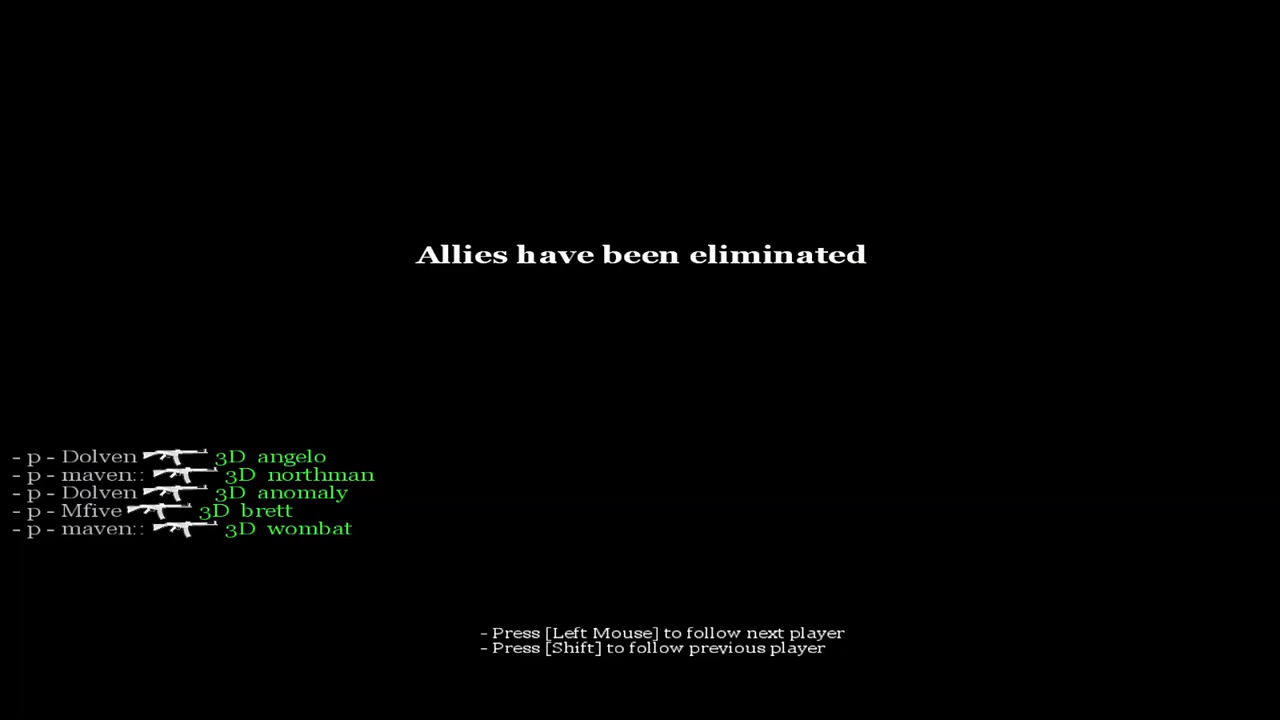 Allies have been eliminated
- p - Dolven 3D angelo
- p - maven:: 3D northman
- p - Dolven 3D anomaly
- p - Mfive 3D brett
- p - maven:: 3D wombat
- Press [Left Mouse] to follow next player
- Press [Shift] to follow previous player